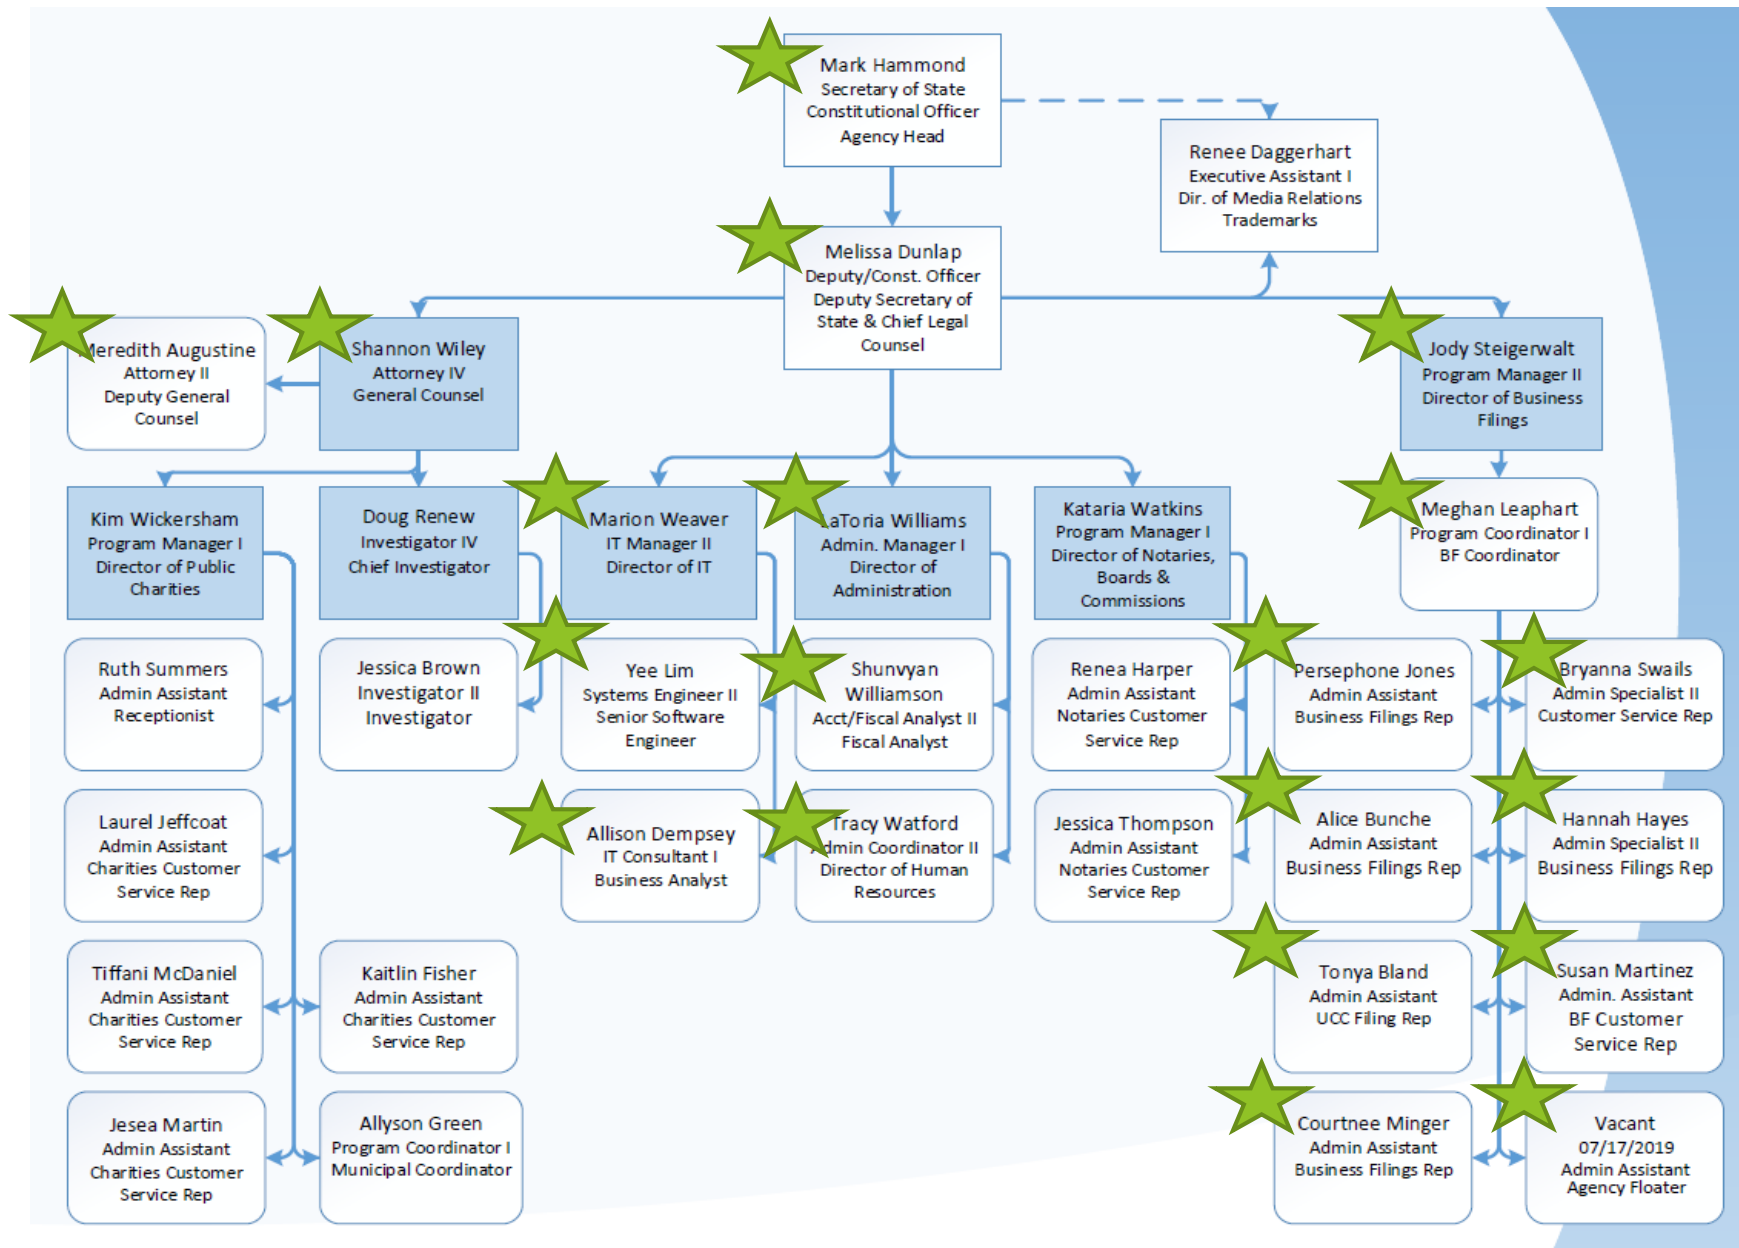 Mark Hammond
Secretary of State
Constitutional Officer
Agency Head
Renee Daggerhart
Executive Assistant I
Dir. of Media Relations
Trademarks
Melissa Dunlap
Deputy/Const. Officer
Deputy Secretary of
State & Chief Legal
Counsel
Meredith Augustine
Attorney II
Deputy General
Counsel
Shannon Wiley
Attorney IV
General Counsel
Jody Steigerwalt
Program Manager II
Director of Business
Filings
Kim Wickersham
Program Manager I
Director of Public
Charities
Doug Renew
Investigator IV
Chief Investigator
Marion Weaver
IT Manager II
Director of IT
LaToria Williams
Admin. Manager I
Director of
Administration
Kataria Watkins
Program Manager I
Director of Notaries,
Boards &
Commissions
Meghan Leaphart
Program Coordinator I
BF Coordinator
Ruth Summers
Admin Assistant
Receptionist
Jessica Brown
Investigator II
Investigator
Yee Lim
Systems Engineer II
Senior Software
Engineer
Shunvyan
Williamson
Acct/Fiscal Analyst II
Fiscal Analyst
Renea Harper
Admin Assistant
Notaries Customer
Service Rep
Persephone Jones
Admin Assistant
Business Filings Rep
Bryanna Swails
Admin Specialist II
Customer Service Rep
Laurel Jeffcoat
Admin Assistant
Charities Customer
Service Rep
Allison Dempsey
IT Consultant I
Business Analyst
Tracy Watford
Admin Coordinator II
Director of Human
Resources
Jessica Thompson
Admin Assistant
Notaries Customer
Service Rep
Alice Bunche
Admin Assistant
Business Filings Rep
Hannah Hayes
Admin Specialist II
Business Filings Rep
Tiffani McDaniel
Admin Assistant
Charities Customer
Service Rep
Kaitlin Fisher
Admin Assistant
Charities Customer
Service Rep
Tonya Bland
Admin Assistant
UCC Filing Rep
Susan Martinez
Admin. Assistant
BF Customer
Service Rep
Jesea Martin
Admin Assistant
Charities Customer
Service Rep
Allyson Green
Program Coordinator I
Municipal Coordinator
Courtnee Minger
Admin Assistant
Business Filings Rep
Vacant
07/17/2019
Admin Assistant
Agency Floater